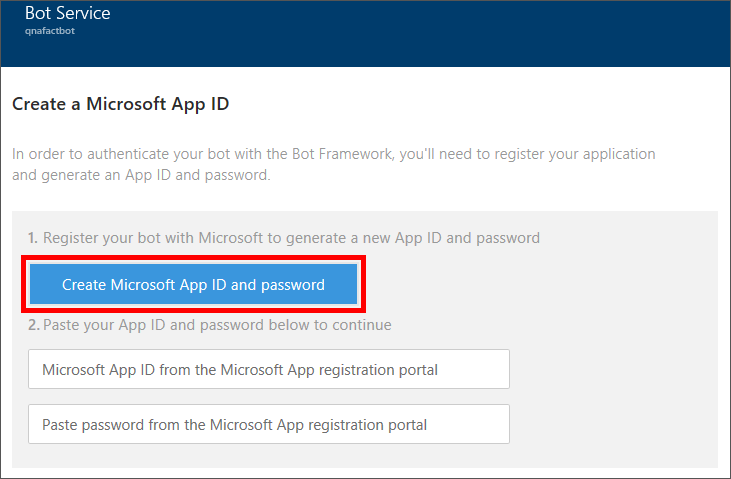 Bot Service
qnafactbot
Create a Microsoft App ID
In order to authenticate your bot with the Bot Framework, you'll need to register your application
and generate an App ID and password.
1. Register your bot with Microsoft to generate a new App ID and password
Create Microsoft App ID and password
2. Paste your App ID and password below to continue
Microsoft App ID from the Microsoft App registration portal
Paste password from the Microsoft App registration portal